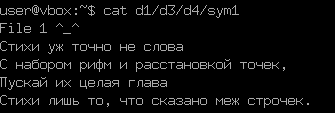 user@vbox:~$ cat d1/d3/d4/sym1
File 1 ^_^
Стихи уж точно не слова
С набором рифм и расстановкой точек,
Пускай их целая глава
Стихи лишь то, что сказано меж строчек.